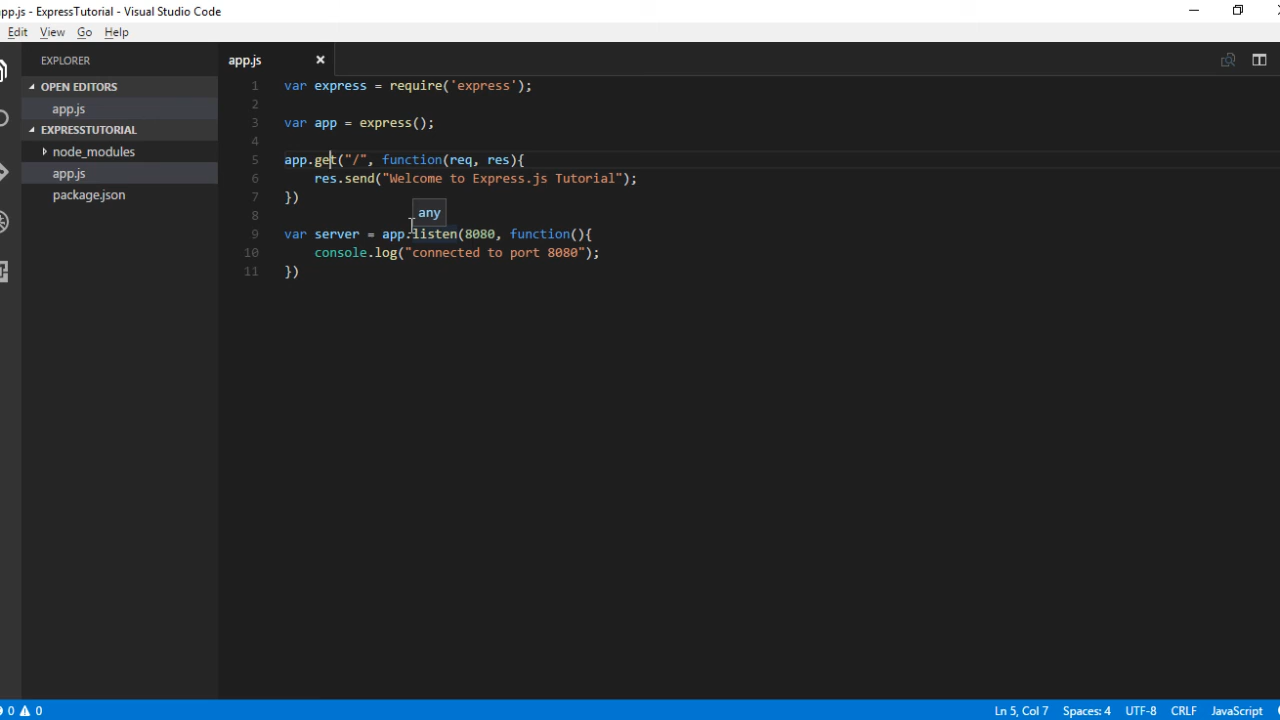 app.js - ExpressTutorial - Visual Studio Code
Edit View Go Help
EXPLORER
OPEN EDITORS
app.js
EXPRESSTUTORIAL
node_modules
app.js
package.json
app.js
1 var express = require('express');
2
3 var app = express();
4
5 app.get("/", function(req, res){
6 res.send("Welcome to Express.js Tutorial");
7 })
8
any
9 var server = app.listen(8080, function(){
10 console.log("connected to port 8080");
11 })
0 0 Ln 5, Col 7 Spaces: 4 UTF-8 CRLF JavaScript